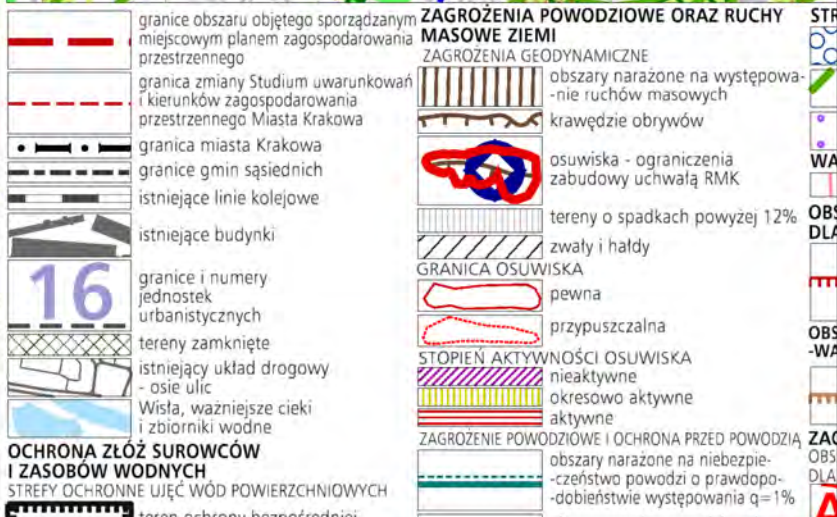 granice obszaru objętego sporządzanym
miejscowym planem zagospodarowania
przestrzennego
granica zmiany Studium uwarunkowań
i kierunków zagospodarowania
przestrzennego Miasta Krakowa
granica miasta Krakowa
granice gmin sąsiednich
istniejące linie kolejowe
istniejące budynki
16
granice i numery
jednostek
urbanistycznych
tereny zamknięte
istniejący układ drogowy
- osie ulic
Wisła, ważniejsze cieki
i zbiorniki wodne
OCHRONA ZŁÓŻ SUROWCÓW
I ZASOBÓW WODNYCH
STREFY OCHRONNE UJĘĆ WÓD POWIERZCHNIOWYCH
teren ochrony bezpośredniej
ZAGROŻENIA POWODZIOWE ORAZ RUCHY
MASOWE ZIEMI
ZAGROŻENIA GEODYNAMICZNE
obszary narażone na występowa-
-nie ruchów masowych
krawędzie obrywów
osuwiska - ograniczenia
zabudowy uchwałą RMK
tereny o spadkach powyżej 12%
zwały i hałdy
GRANICA OSUWISKA
pewna
przypuszczalna
STOPIEŃ AKTYWNOŚCI OSUWISKA
nieaktywne
okresowo aktywne
aktywne
ZAGROŻENIE POWODZIOWE I OCHRONA PRZED POWODZIĄ
obszary narażone na niebezpie-
-czeństwo powodzi o prawdopo-
-dobieństwie występowania q=1%
STR
WA
OBS
DLA
OBS
-WA
ZAG
OBS
DLA